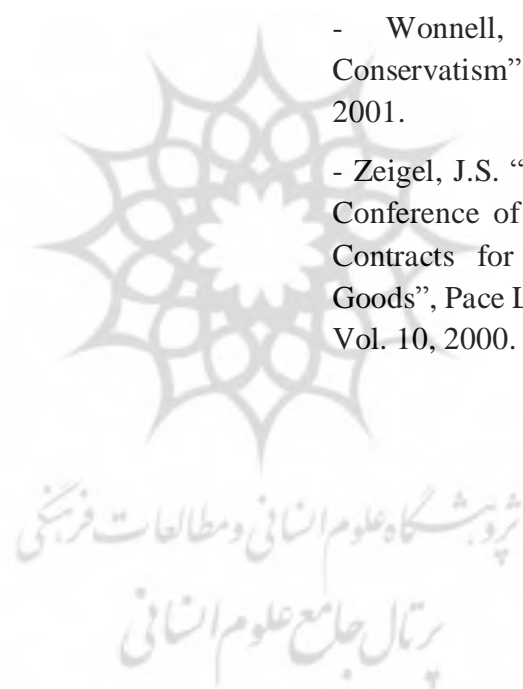 - Wonnell,
Conservatism”
2001.
- Zeigel, J.S. “
Conference of
Contracts for
Goods”, Pace L
Vol. 10, 2000.
پژوهشگاه علوم انسانی و مطالعات فرهنگی
پرتال جامع علوم انسانی